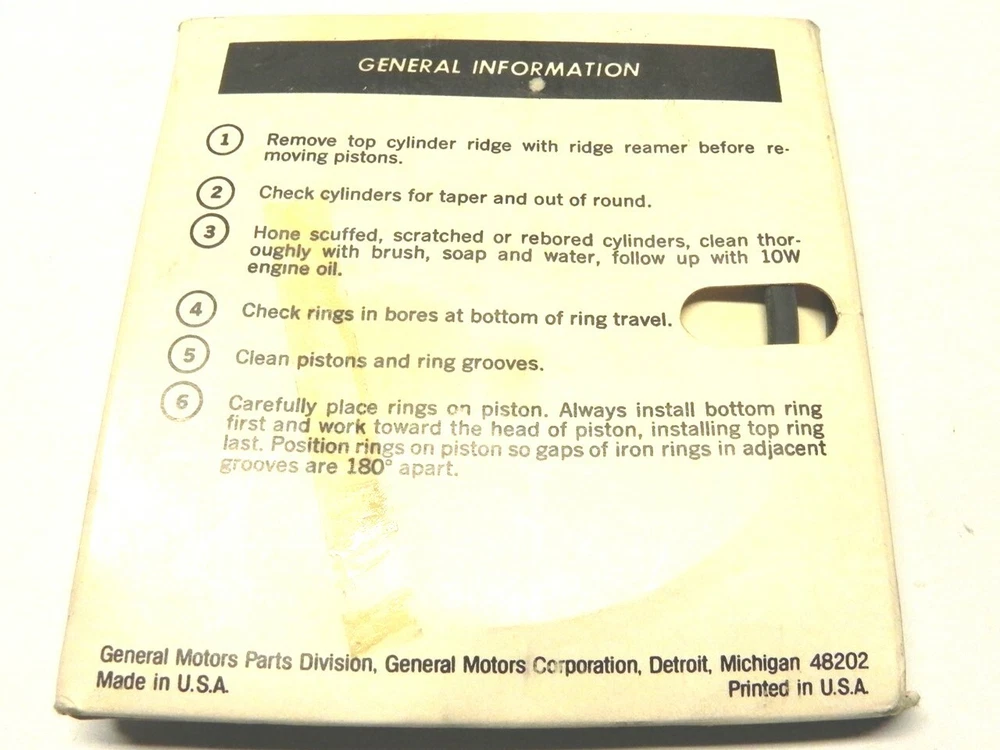 GENERAL INFORMATION
1 Remove top cylinder ridge with ridge reamer before re-
moving pistons.
2 Check cylinders for taper and out of round.
3 Hone scuffed, scratched or rebored cylinders, clean thor-
oughly with brush, soap and water, follow up with 10W
engine oil.
4 Check rings in bores at bottom of ring travel.
5 Clean pistons and ring grooves.
6 Carefully place rings on piston. Always install bottom ring
first and work toward the head of piston, installing top ring
last. Position rings on piston so gaps of iron rings in adjacent
grooves are 180° apart.
General Motors Parts Division, General Motors Corporation, Detroit, Michigan 48202
Made in U.S.A. Printed in U.S.A.